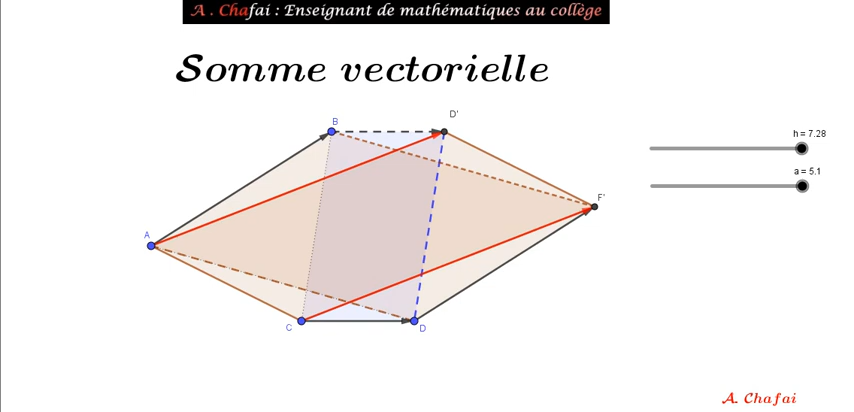 A . Chafai : Enseignant de mathématiques au collège
Somme vectorielle
B
D'
h = 7.28
a = 5.1
F'
A
C
D
A. Chafai